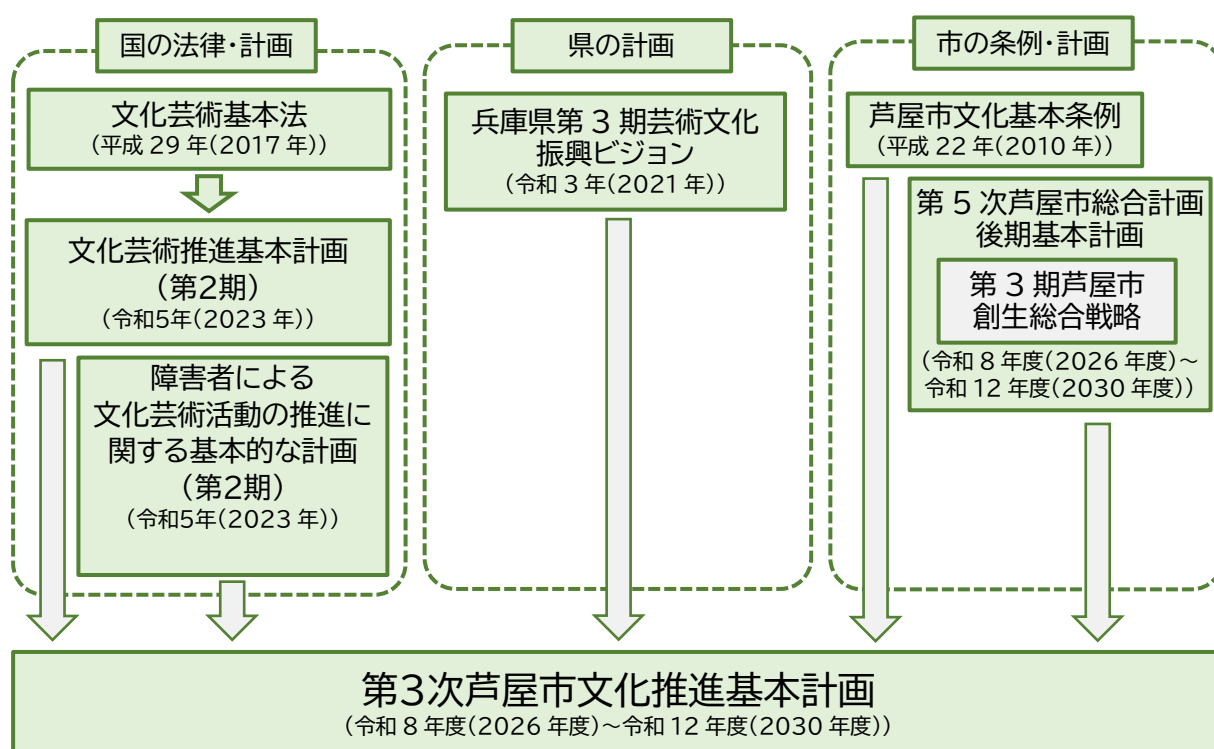 国の法律・計画
文化芸術基本法
(平成 29 年(2017 年))
文化芸術推進基本計画
(第2期)
(令和5年(2023 年))
障害者による
文化芸術活動の推進に
関する基本的な計画
(第2期)
(令和5年(2023 年))
県の計画
兵庫県第 3 期芸術文化
振興ビジョン
(令和 3 年(2021 年))
市の条例・計画
芦屋市文化基本条例
(平成 22 年(2010 年))
第 5 次芦屋市総合計画
後期基本計画
第 3 期芦屋市
創生総合戦略
(令和 8 年度(2026 年度)～
令和 12 年度(2030 年度))
第3次芦屋市文化推進基本計画
(令和 8 年度(2026 年度)～令和 12 年度(2030 年度))